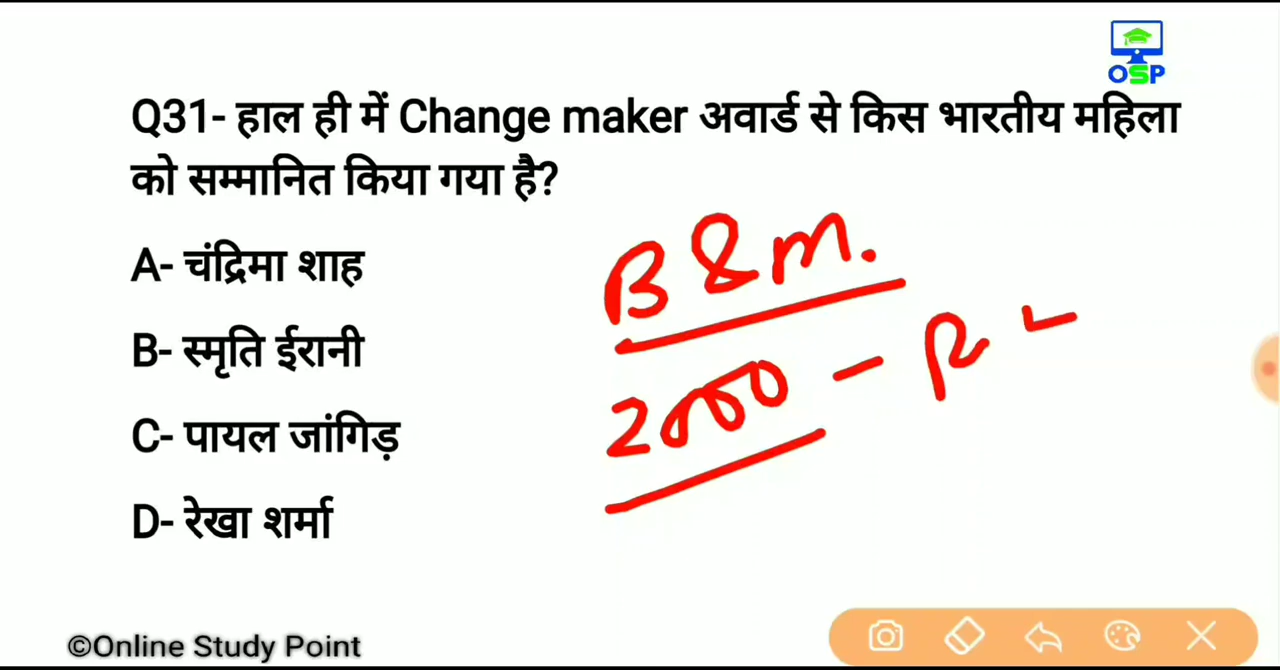 OSP
Q31- हाल ही में Change maker अवार्ड से किस भारतीय महिला
को सम्मानित किया गया है?
A- चंद्रिमा शाह
B- स्मृति ईरानी
C- पायल जांगिड़
D- रेखा शर्मा
B & m.
2000 -
©Online Study Point